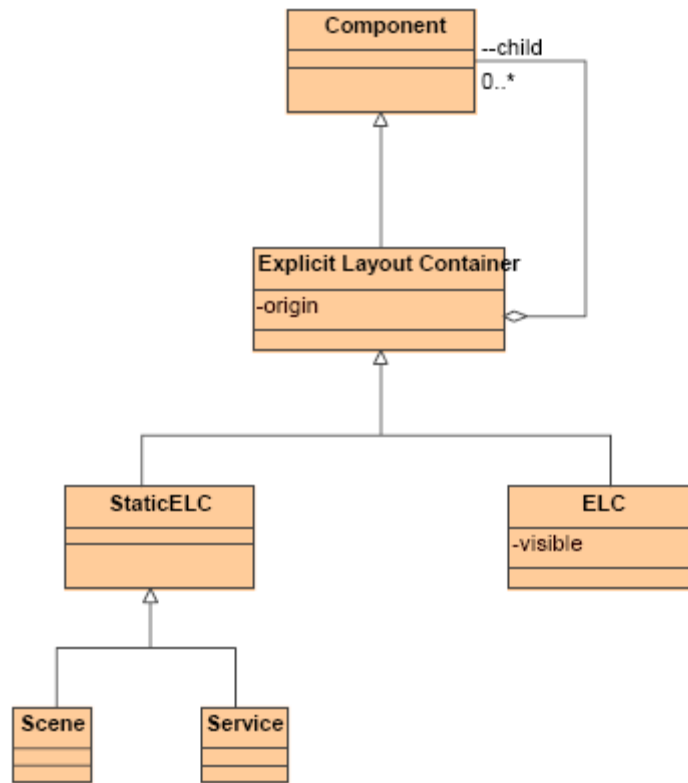 Component
--child
0..*
Explicit Layout Container
-origin
StaticELC
ELC
-visible
Scene
Service